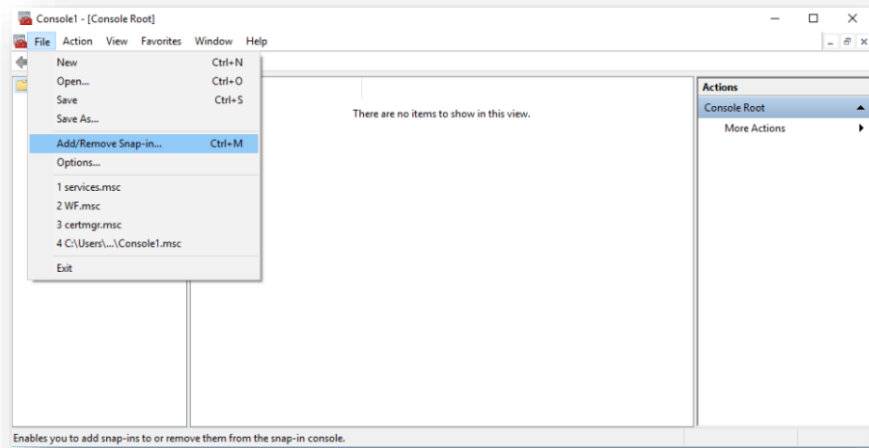 Console1 - [Console Root]
File Action View Favorites Window Help
New Ctrl+N
Open... Ctrl+O
Save Ctrl+S
Save As...
Add/Remove Snap-in... Ctrl+M
Options...
1 services.msc
2 WF.msc
3 certmgr.msc
4 C:\Users\...\Console1.msc
Exit
There are no items to show in this view.
Actions
Console Root
More Actions
Enables you to add snap-ins to or remove them from the snap-in console.